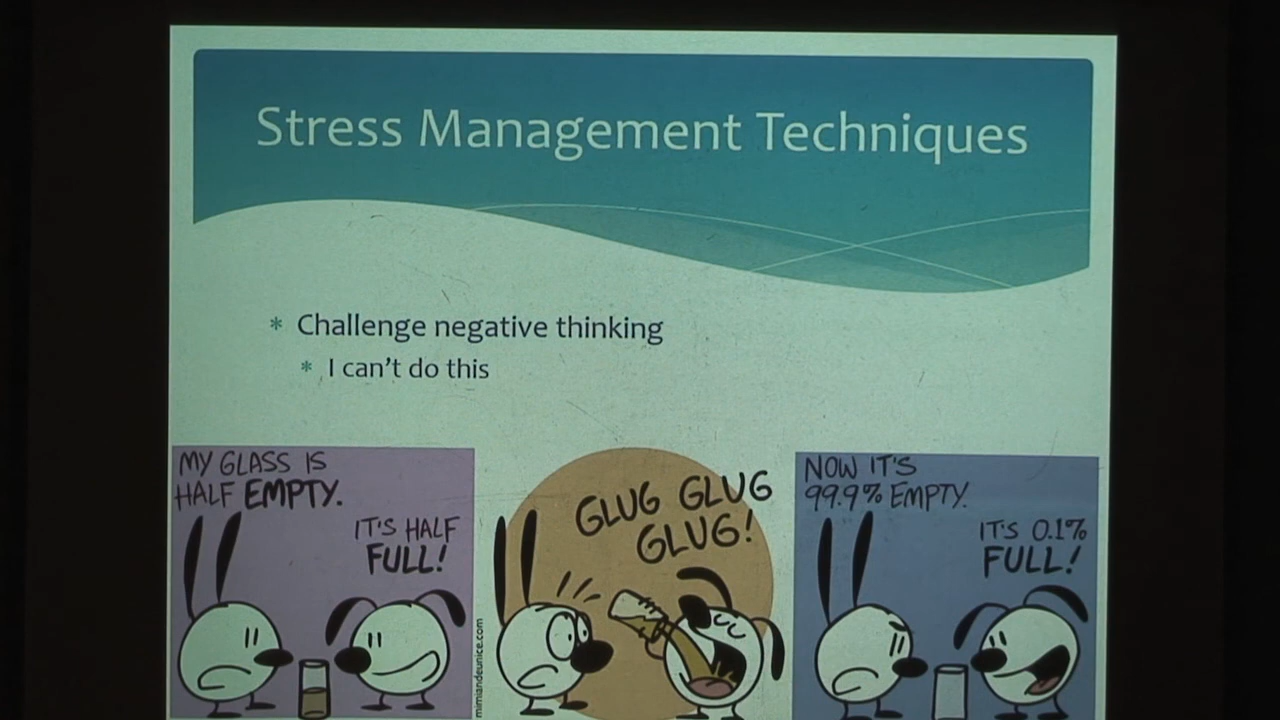 Stress Management Techniques
* Challenge negative thinking
* I can't do this
MY GLASS IS
HALF EMPTY.
IT'S HALF
FULL!
GLUG GLUG
GLUG!
NOW IT'S
99.9% EMPTY.
IT'S 0.1%
FULL!
mimiandeunice.com